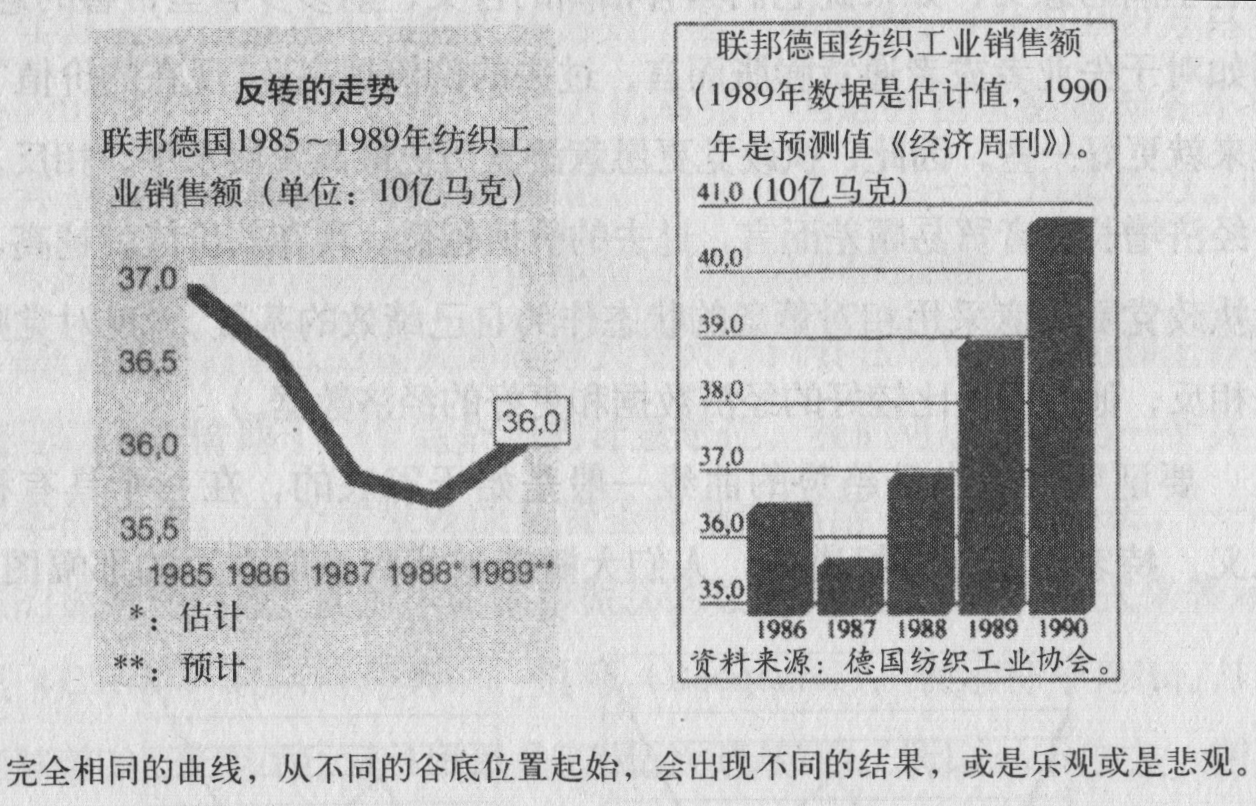 反转的走势
联邦德国1985～1989年纺织工
业销售额（单位：10亿马克）
37,0
36,5
36,0
35,5
36,0
1985 1986 1987 1988* 1989**
*：估计
**：预计
联邦德国纺织工业销售额
（1989年数据是估计值，1990
年是预测值《经济周刊》）。
41,0 (10亿马克)
40,0
39,0
38,0
37,0
36,0
35,0
1986 1987 1988 1989 1990
资料来源：德国纺织工业协会。
完全相同的曲线，从不同的谷底位置起始，会出现不同的结果，或是乐观或是悲观。